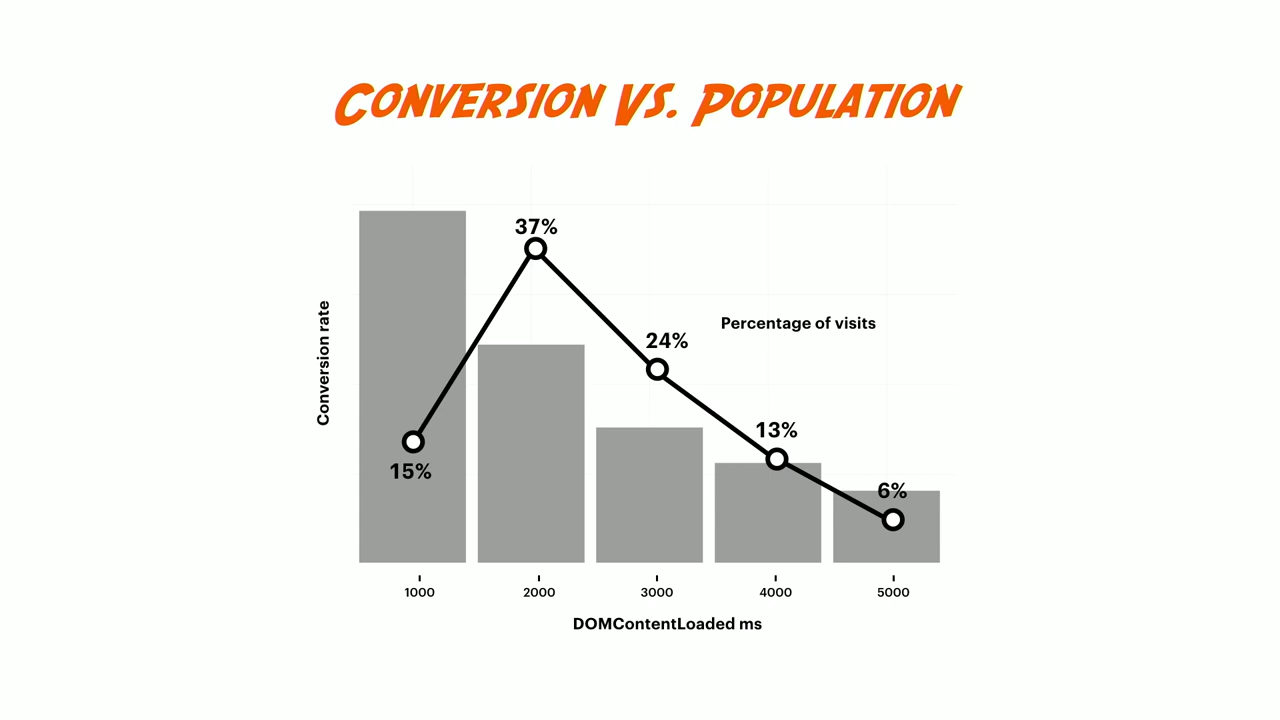 CONVERSION VS. POPULATION
37%
Percentage of visits
24%
Conversion rate
13%
15%
6%
1000 2000 3000 4000 5000
DOMContentLoaded ms